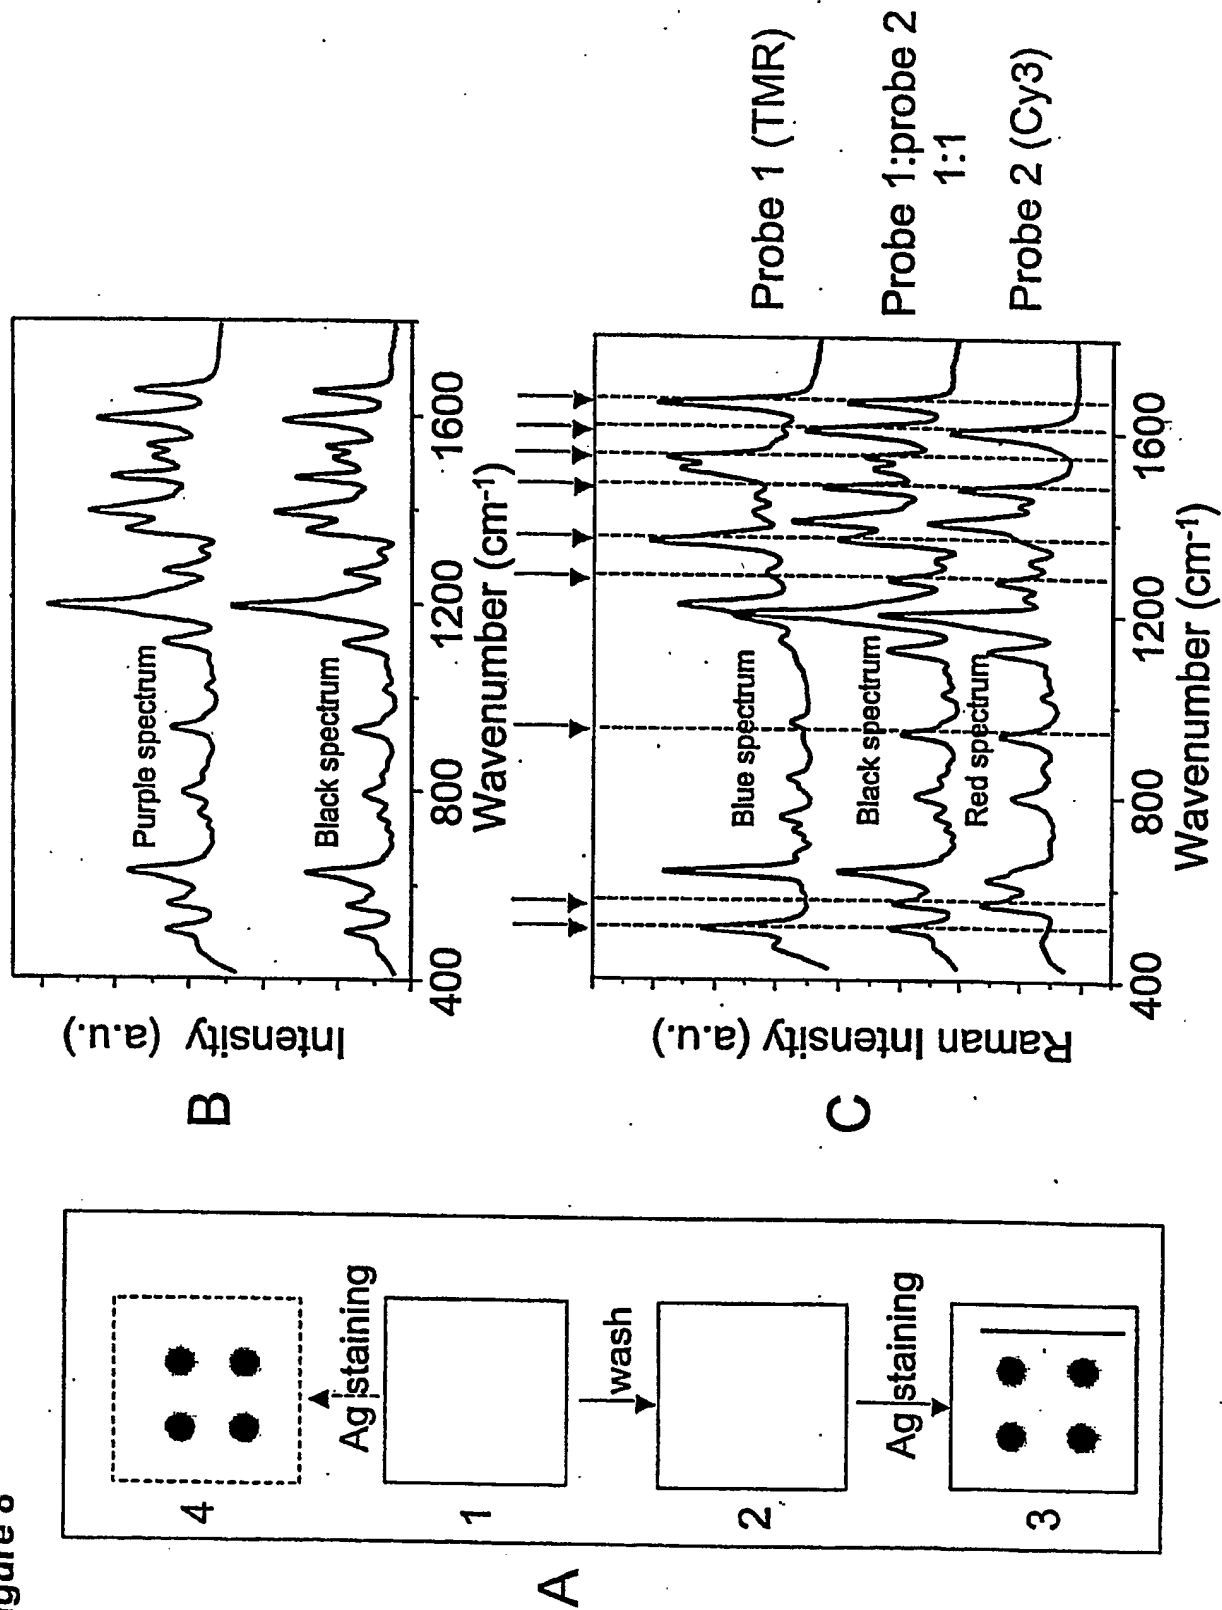 gure 8
A
4
Ag staining
1
wash
2
Ag staining
3
B
Intensity (a.u.)
Purple spectrum
Black spectrum
400
800
1200
1600
Wavenumber (cm-1)
C
Raman Intensity (a.u.)
Blue spectrum
Black spectrum
Red spectrum
400
800
1200
1600
Wavenumber (cm-1)
Probe 1 (TMR)
Probe 1:probe 2
1:1
Probe 2 (Cy3)